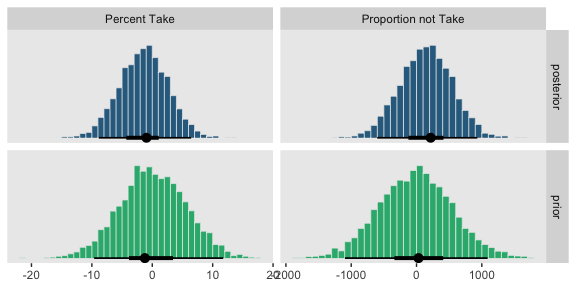 Percent Take
Proportion not Take
posterior
prior
-20 -10 0 10 20
-2000 -1000 0 1000